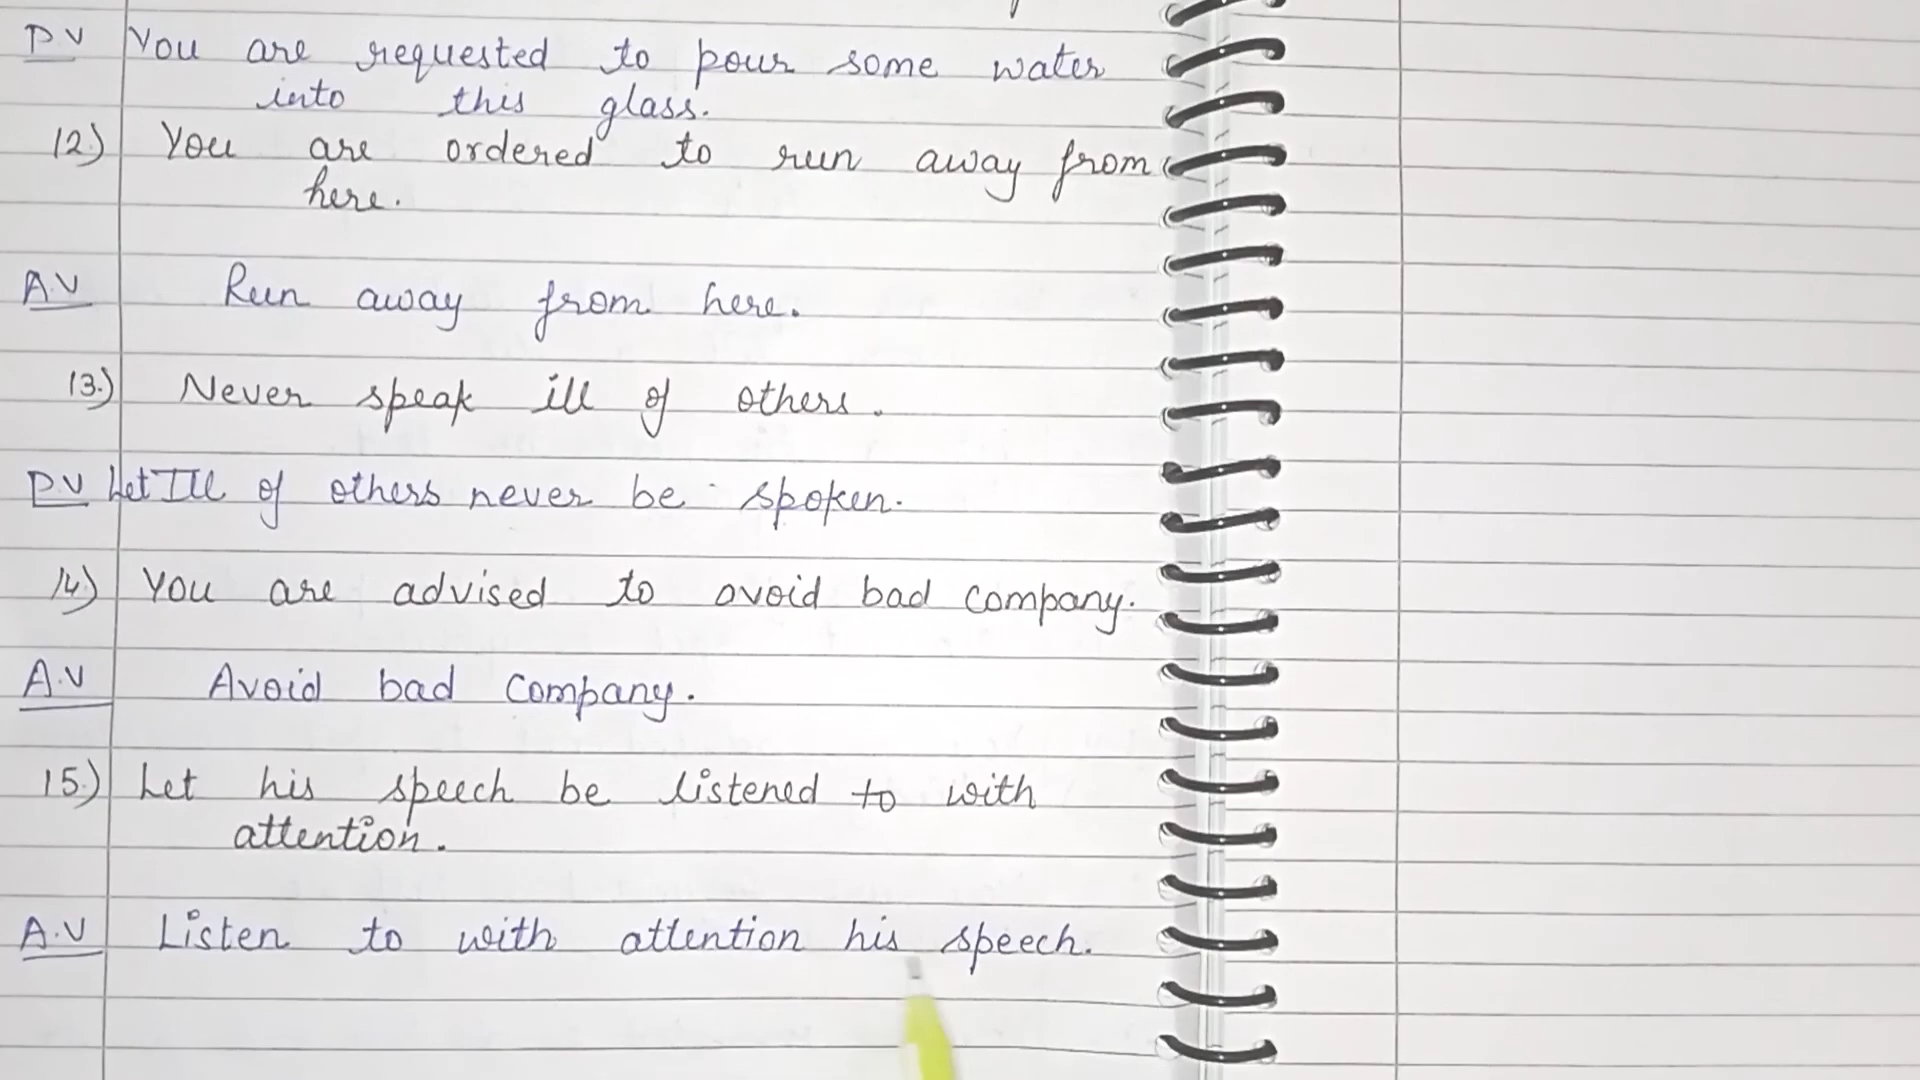 P.V You are requested to pour some water
into this glass.
12.) You are ordered to run away from
here.
A.V Run away from here.
13.) Never speak ill of others.
P.V Let Ill of others never be spoken.
14) You are advised to avoid bad company.
A.V Avoid bad company.
15.) Let his speech be listened to with
attention.
A.V Listen to with attention his speech.